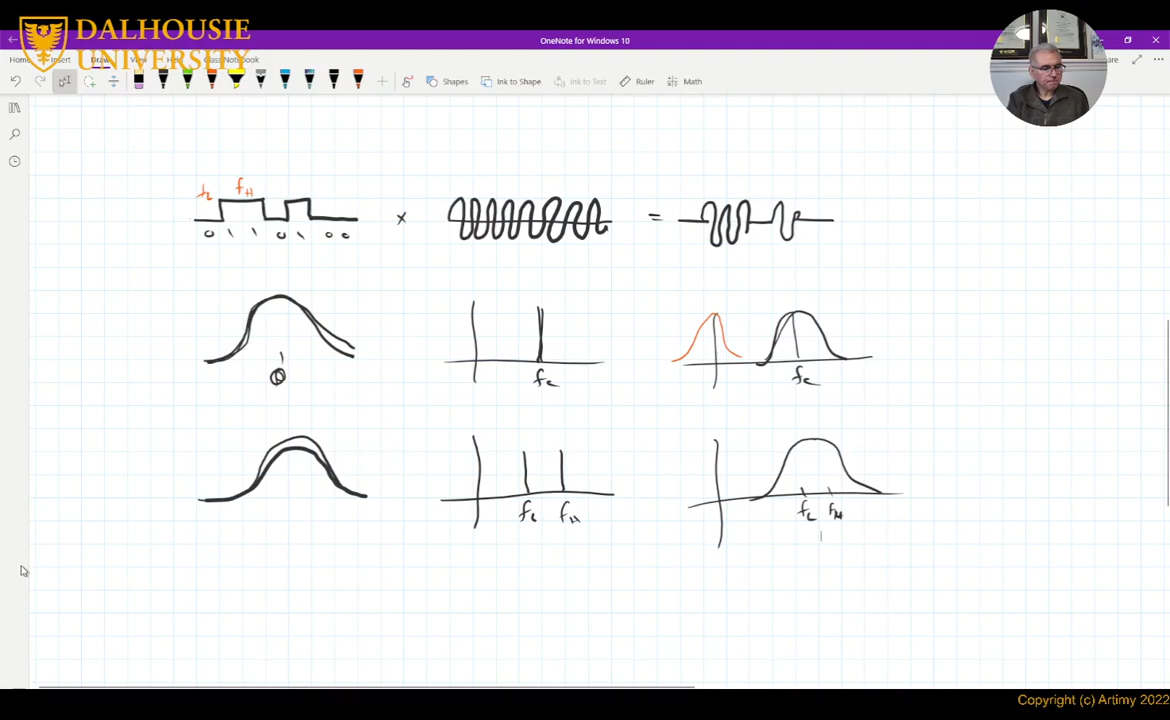 DALHOUSIE
UNIVERSITY
OneNote for Windows 10
Shapes Ink to Shape Ink to Text Ruler Math
fL fH
0 1 1 0 1 0 0
× =
0 fc fc
fL fH fL fH
Copyright (c) Artimy 2022